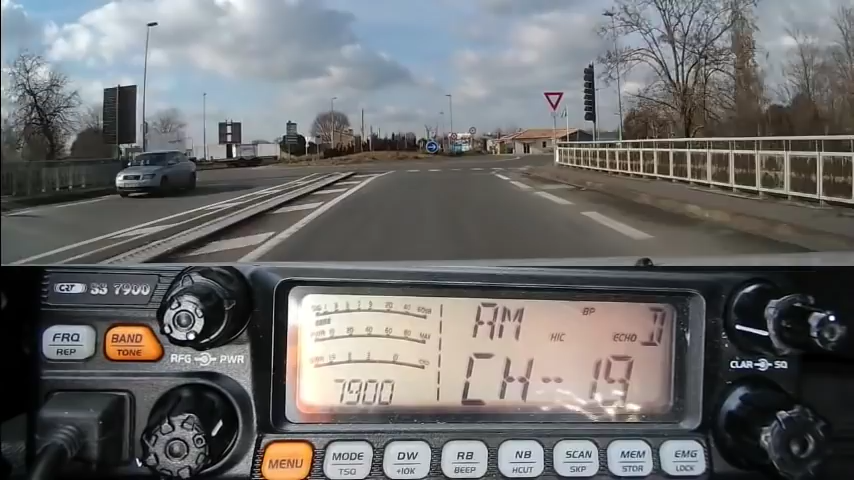 CRT SS 7900
FRQ
REP
BAND
TONE
RFG PWR
AM
BP
HIC
ECHO
D
7900
CH--19
CLAR SQ
MENU
MODE
TSO
DW
+10K
RB
BEEP
NB
HCUT
SCAN
SKP
MEM
STOR
EMG
LOCK